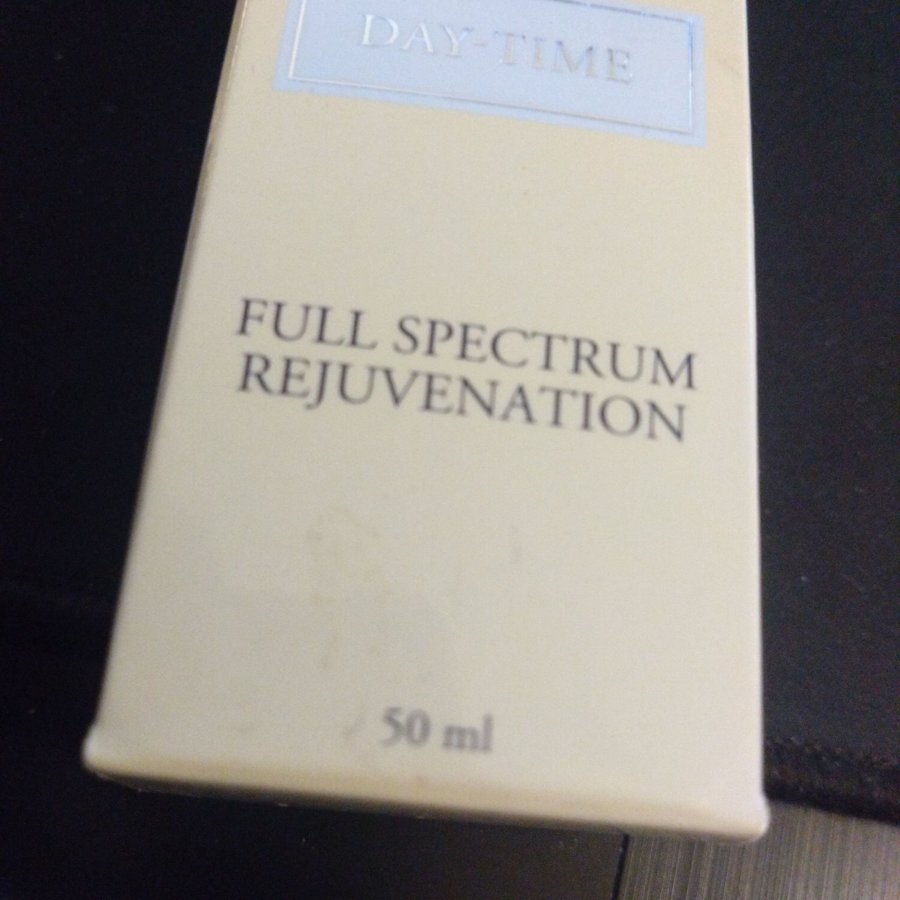 DAY-TIME
FULL SPECTRUM
REJUVENATION
50 ml